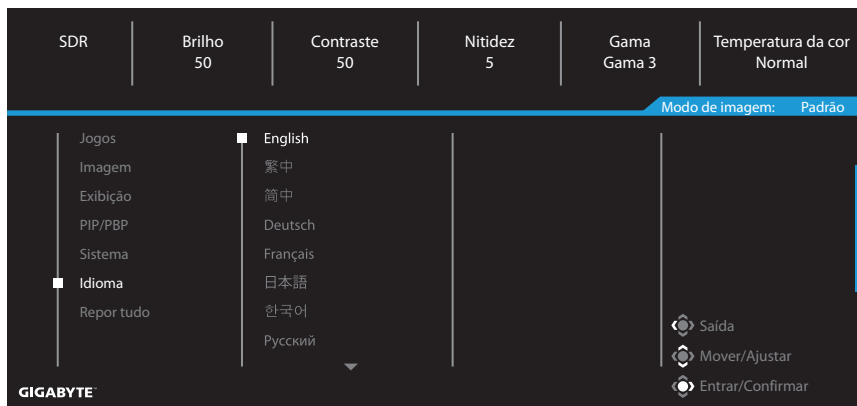 SDR
Brilho
50
Contraste
50
Nitidez
5
Gama
Gama 3
Temperatura da cor
Normal
Modo de imagem: Padrão
Jogos
Imagem
Exibição
PIP/PBP
Sistema
Idioma
Repor tudo
English
繁中
简中
Deutsch
Français
日本語
한국어
Русский
Saída
Mover/Ajustar
Entrar/Confirmar
GIGABYTE™